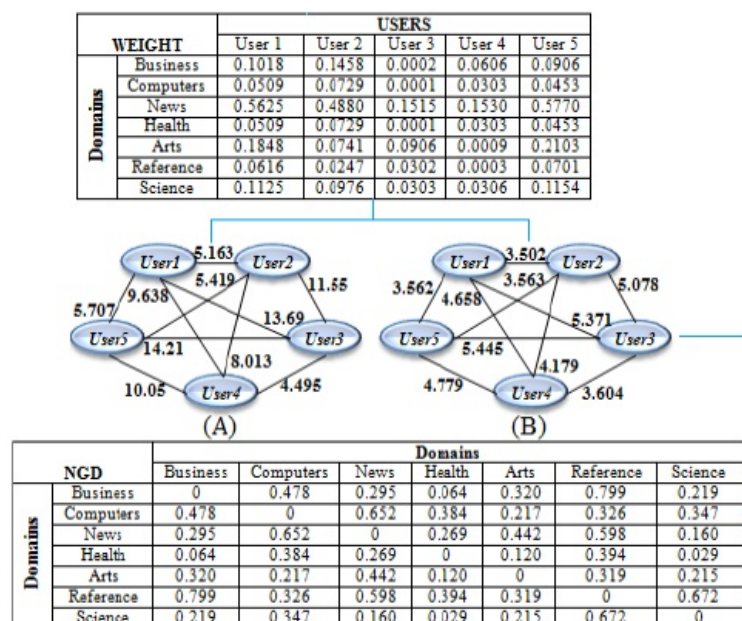 USERS
WEIGHT User 1 User 2 User 3 User 4 User 5
Domains
Business 0.1018 0.1458 0.0002 0.0606 0.0906
Computers 0.0509 0.0729 0.0001 0.0303 0.0453
News 0.5625 0.4880 0.1515 0.1530 0.5770
Health 0.0509 0.0729 0.0001 0.0303 0.0453
Arts 0.1848 0.0741 0.0906 0.0009 0.2103
Reference 0.0616 0.0247 0.0302 0.0003 0.0701
Science 0.1125 0.0976 0.0303 0.0306 0.1154
User1 5.163 User2 User1 3.502 User2
5.419 3.563
9.638 11.55 3.562 4.658 5.078
5.707 13.69 5.371
User5 User3 User5 User3
14.21 5.445
8.013 4.179
10.05 User4 4.495 4.779 User4 3.604
(A) (B)
Domains
NGD Business Computers News Health Arts Reference Science
Domains
Business 0 0.478 0.295 0.064 0.320 0.799 0.219
Computers 0.478 0 0.652 0.384 0.217 0.326 0.347
News 0.295 0.652 0 0.269 0.442 0.598 0.160
Health 0.064 0.384 0.269 0 0.120 0.394 0.029
Arts 0.320 0.217 0.442 0.120 0 0.319 0.215
Reference 0.799 0.326 0.598 0.394 0.319 0 0.672
Science 0.219 0.347 0.160 0.029 0.215 0.672 0